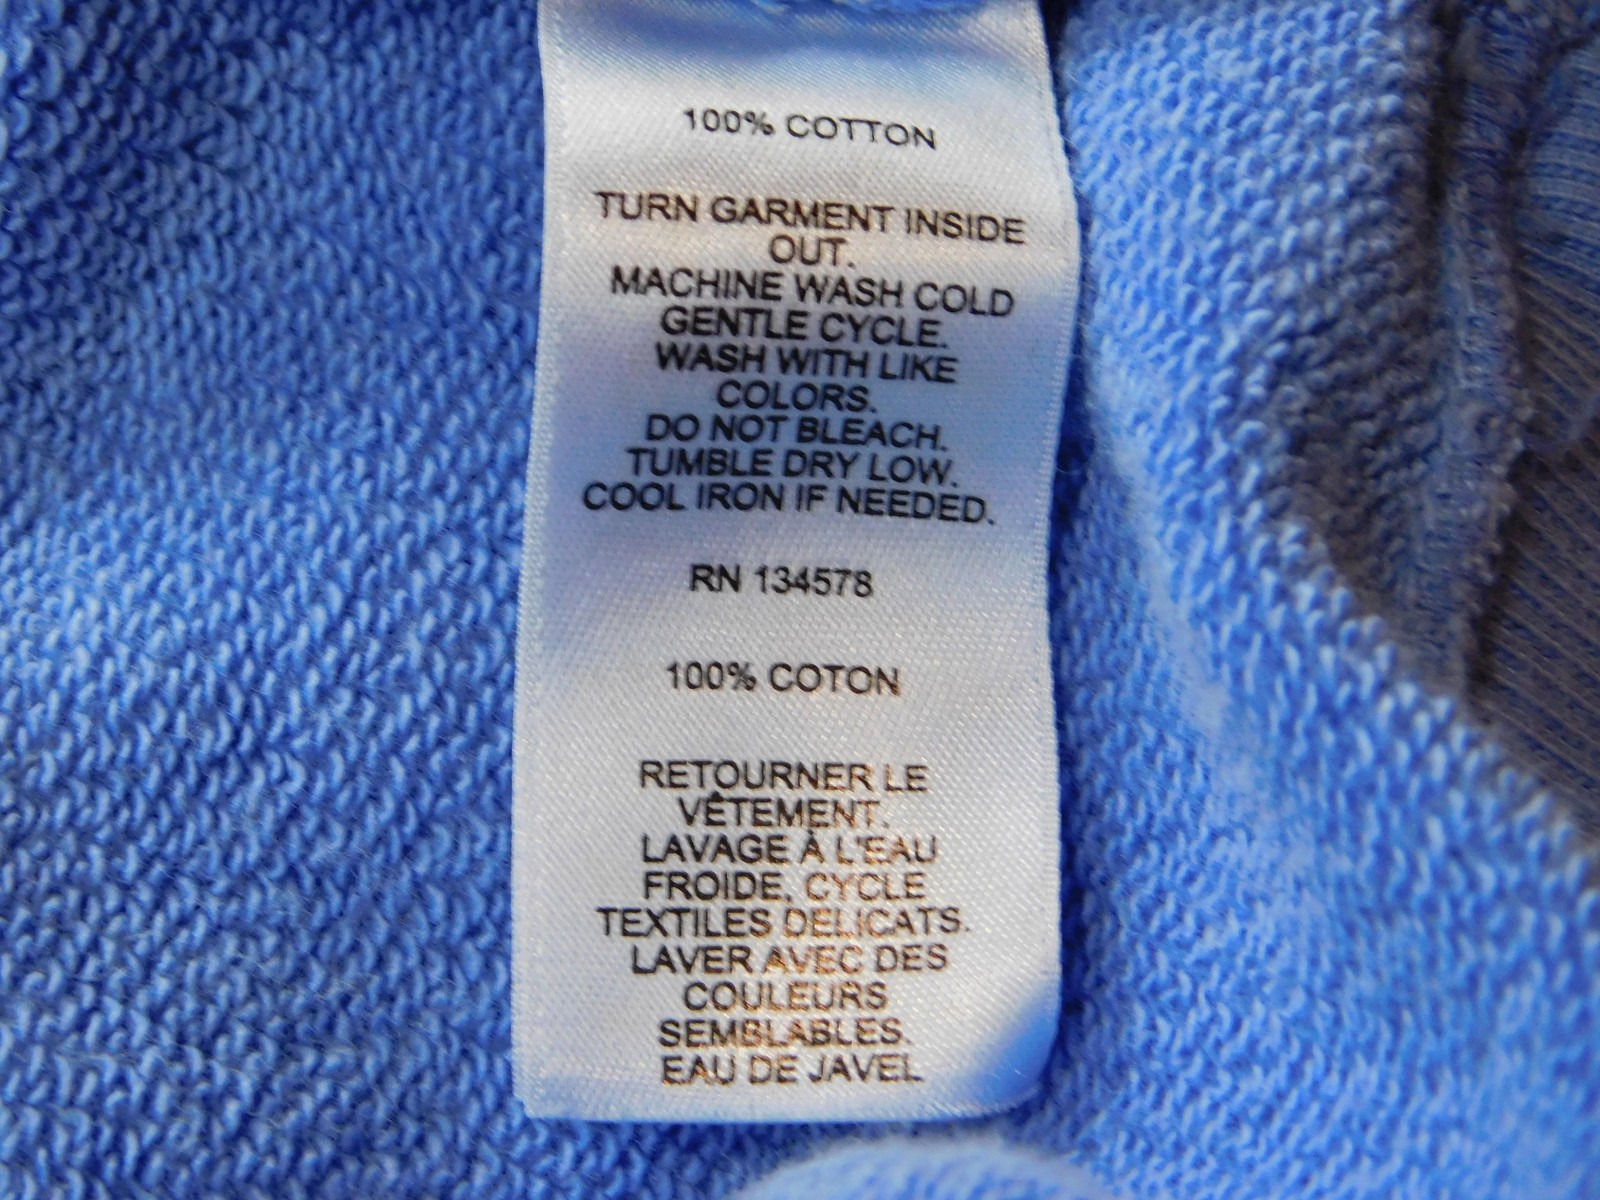 100% COTTON
TURN GARMENT INSIDE
OUT.
MACHINE WASH COLD
GENTLE CYCLE.
WASH WITH LIKE
COLORS.
DO NOT BLEACH.
TUMBLE DRY LOW.
COOL IRON IF NEEDED.
RN 134578
100% COTON
RETOURNER LE
VÊTEMENT.
LAVAGE À L'EAU
FROIDE, CYCLE
TEXTILES DELICATS.
LAVER AVEC DES
COULEURS
SEMBLABLES.
EAU DE JAVEL